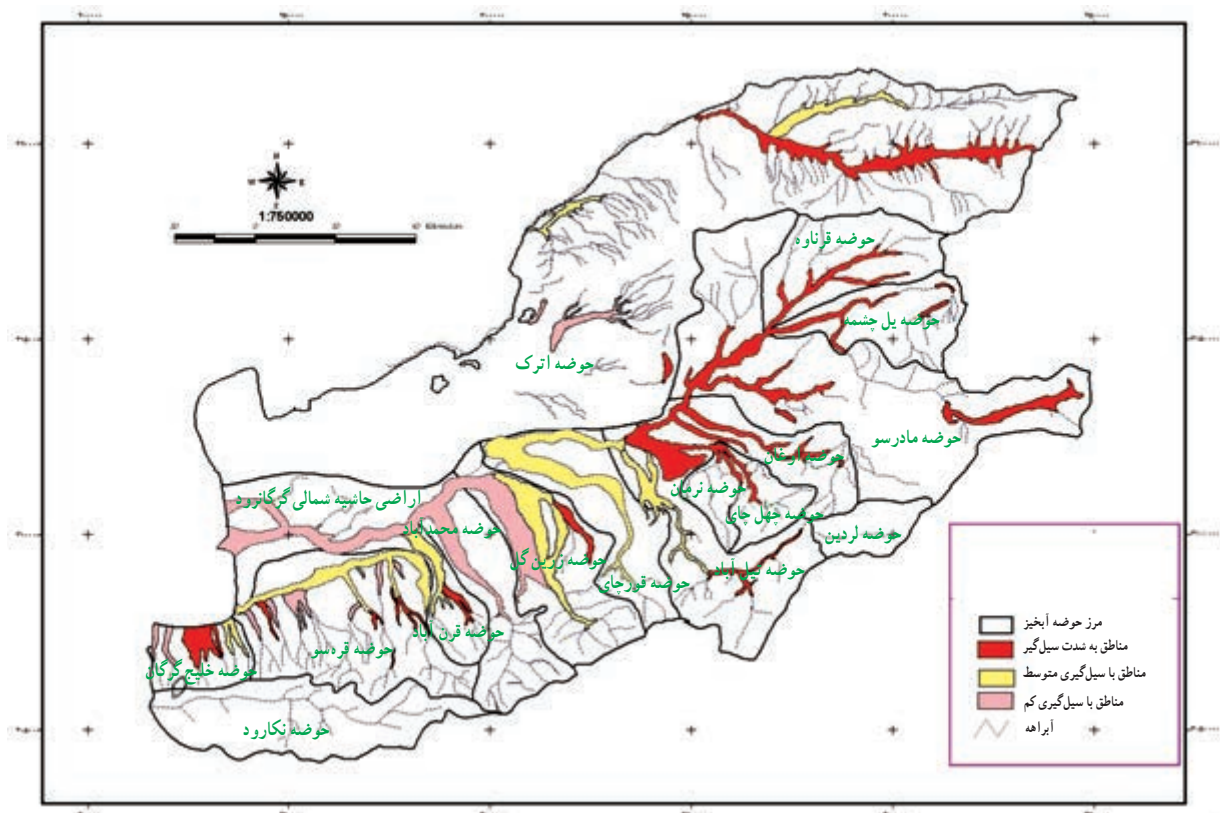 N
W
E
1:750000
حوضه قرناوه
حوضه یل چشمه
حوضه اترک
حوضه مادرسو
حوضه اوغان
حوضه نرمان
حوضه چهل چای
حوضه لردین
اراضی حاشیه شمالی گرگانرود
حوضه محمدآباد
حوضه زرین گل
حوضه تیل آباد
حوضه قورچای
حوضه قرن آباد
حوضه قره‌سو
حوضه خلیج گرگان
حوضه نکارود
مرز حوضه آبخیز
مناطق به شدت سیل‌گیر
مناطق با سیل‌گیری متوسط
مناطق با سیل‌گیری کم
آبراهه